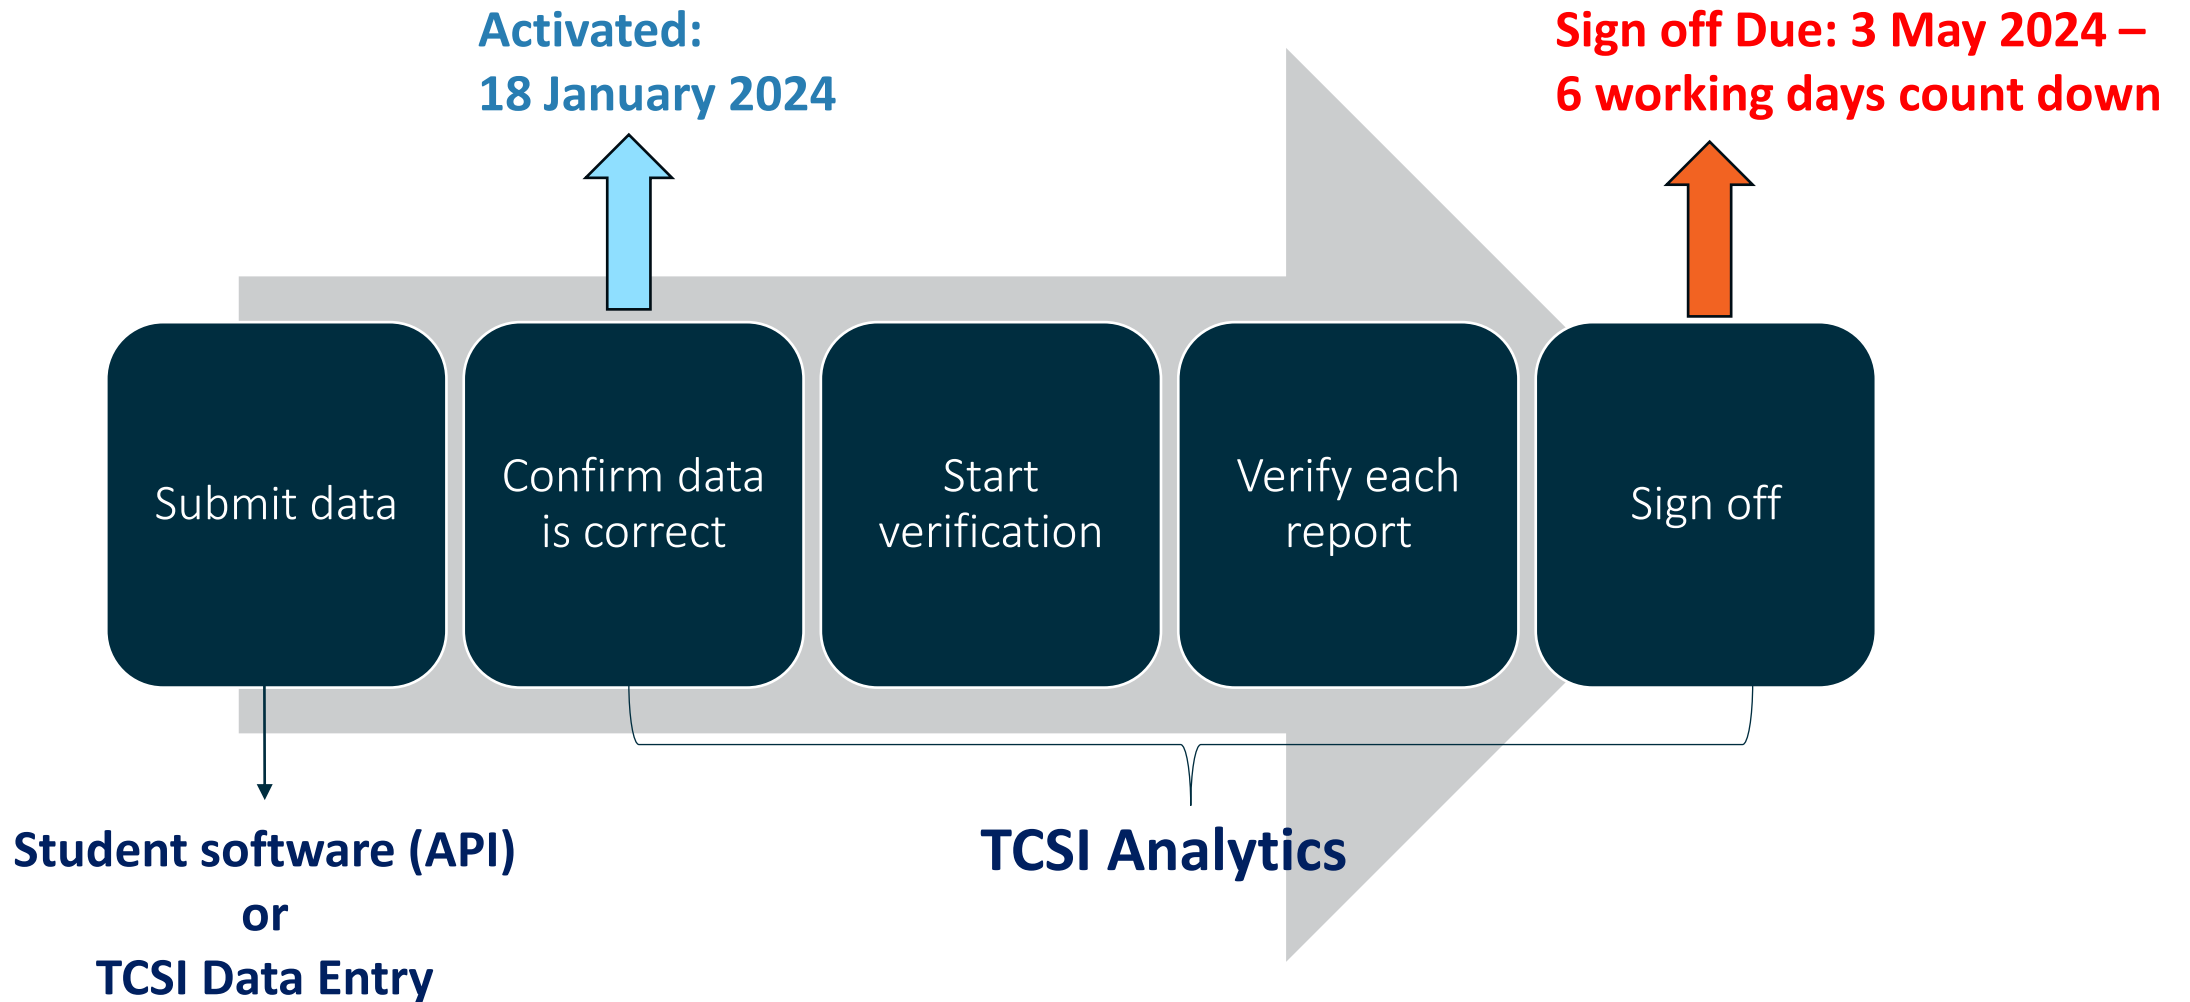 Activated:
18 January 2024
Sign off Due: 3 May 2024 –
6 working days count down
Submit data
Confirm data
is correct
Start
verification
Verify each
report
Sign off
Student software (API)
or
TCSI Data Entry
TCSI Analytics